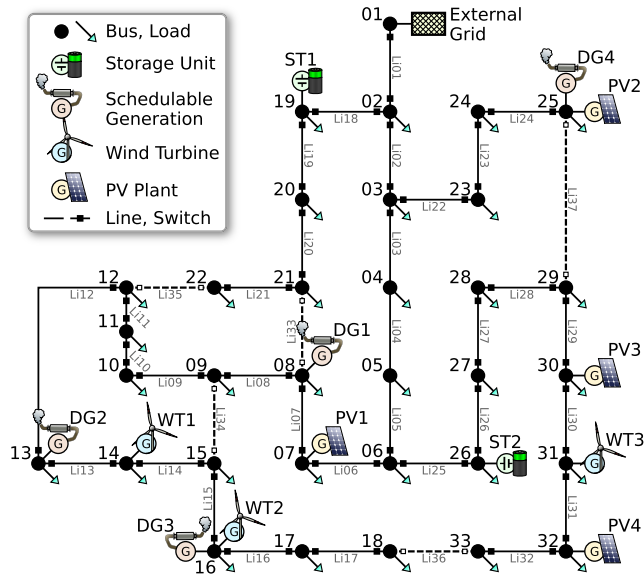 Bus, Load
Storage Unit
Schedulable
Generation
G
Wind Turbine
G
PV Plant
G
Line, Switch
01
External
Grid
Li01
ST1
DG4
G
PV2
G
19
Li18
02
24
Li24
25
Li19
Li02
Li23
Li37
20
03
Li22
23
Li20
Li03
12
Li12
Li35
22
Li21
21
04
28
Li28
29
Li11
11
Li33
DG1
G
Li04
Li27
Li29
Li10
10
Li09
09
Li08
08
05
27
30
PV3
G
DG2
G
WT1
G
Li34
Li07
PV1
G
Li05
Li26
Li30
WT3
G
13
Li13
14
Li14
15
07
Li06
06
Li25
26
ST2
31
Li15
WT2
G
Li31
DG3
G
16
Li16
17
Li17
18
Li36
33
Li32
32
PV4
G